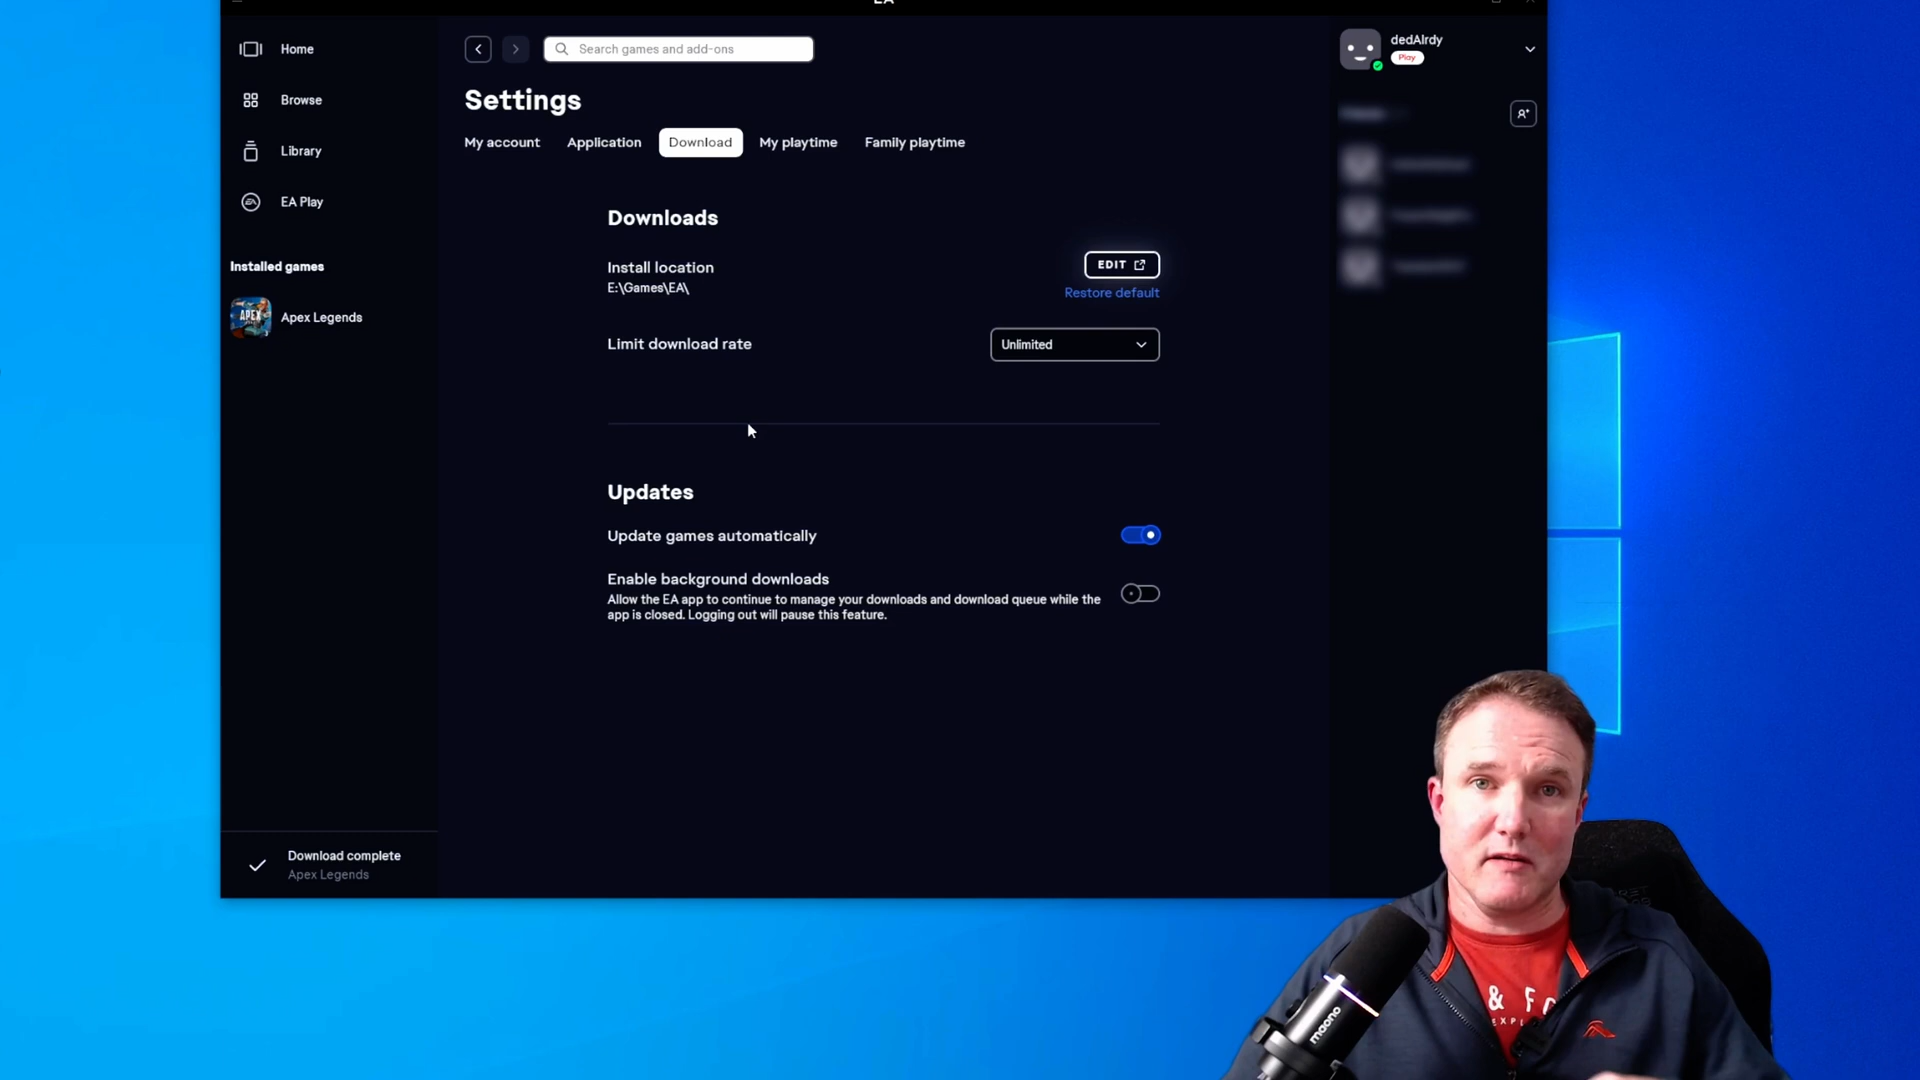 EA
Home
Browse
Library
EA Play
Installed games
APEX
Apex Legends
Download complete
Apex Legends
Search games and add-ons
Settings
My account
Application
Download
My playtime
Family playtime
Downloads
Install location
E:\Games\EA\
EDIT
Restore default
Limit download rate
Unlimited
Updates
Update games automatically
Enable background downloads
Allow the EA app to continue to manage your downloads and download queue while the
app is closed. Logging out will pause this feature.
dedAlrdy
Play
maono